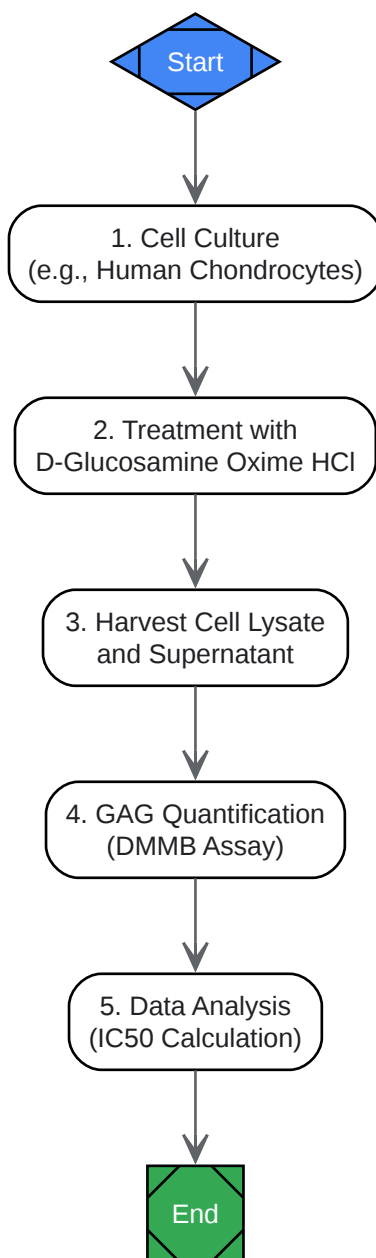 Start
1. Cell Culture
(e.g., Human Chondrocytes)
2. Treatment with
D-Glucosamine Oxime HCl
3. Harvest Cell Lysate
and Supernatant
4. GAG Quantification
(DMMB Assay)
5. Data Analysis
(IC50 Calculation)
End